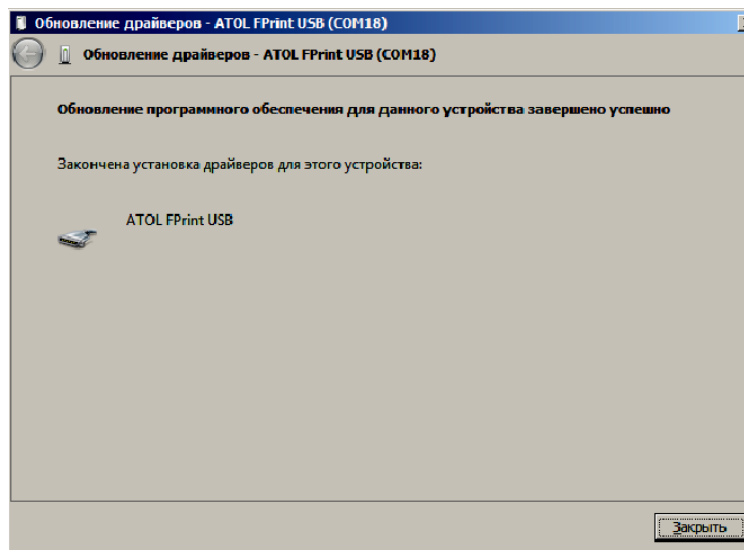 Обновление драйверов - ATOL FPrint USB (COM18)
Обновление драйверов - ATOL FPrint USB (COM18)
Обновление программного обеспечения для данного устройства завершено успешно
Закончена установка драйверов для этого устройства:
ATOL FPrint USB
Закрыть